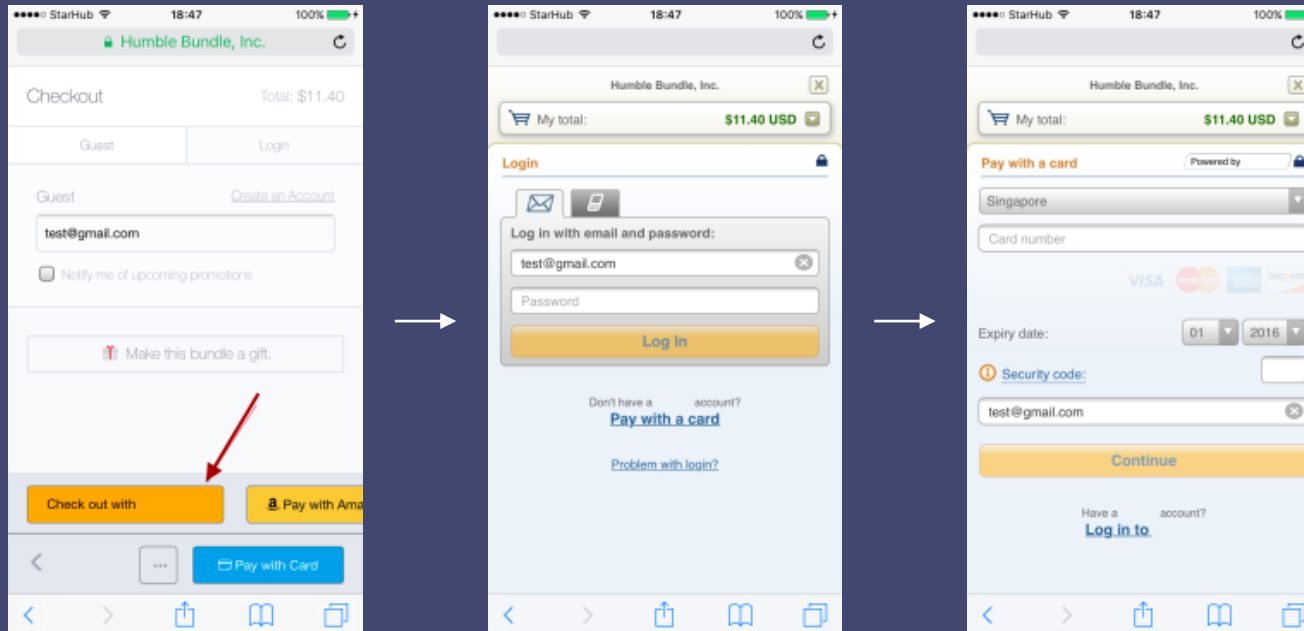 StarHub 18:47 100%
Humble Bundle, Inc.
Checkout Total: $11.40
Guest Login
Guest Create an Account
test@gmail.com
Notify me of upcoming promotions
Make this bundle a gift.
Check out with a Pay with Ama
... Pay with Card
StarHub 18:47 100%
Humble Bundle, Inc. X
My total: $11.40 USD
Login
Log in with email and password:
test@gmail.com
Password
Log In
Don't have a account?
Pay with a card
Problem with login?
StarHub 18:47 100%
Humble Bundle, Inc. X
My total: $11.40 USD
Pay with a card Powered by
Singapore
Card number
VISA MasterCard DISCOVER
Expiry date: 01 2016
Security code:
test@gmail.com
Continue
Have a account?
Log in to